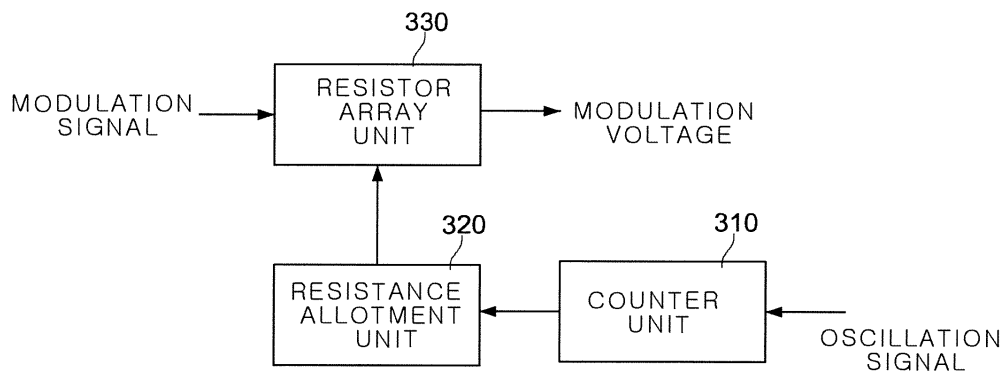 330
RESISTOR
ARRAY
UNIT
MODULATION
SIGNAL
MODULATION
VOLTAGE
320
310
RESISTANCE
ALLOTMENT
UNIT
COUNTER
UNIT
OSCILLATION
SIGNAL